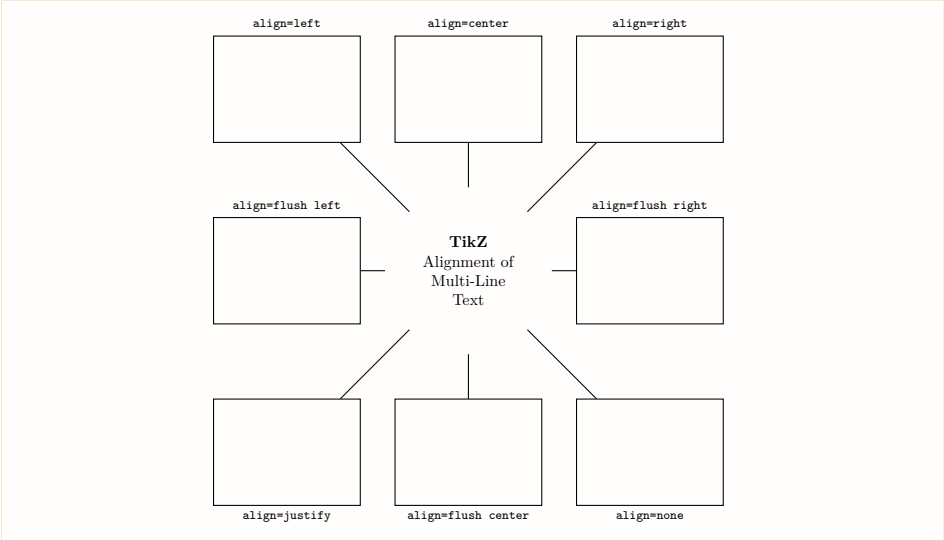 align=left
align=center
align=right
align=flush left
align=flush right
TikZ
Alignment of
Multi-Line
Text
align=justify
align=flush center
align=none